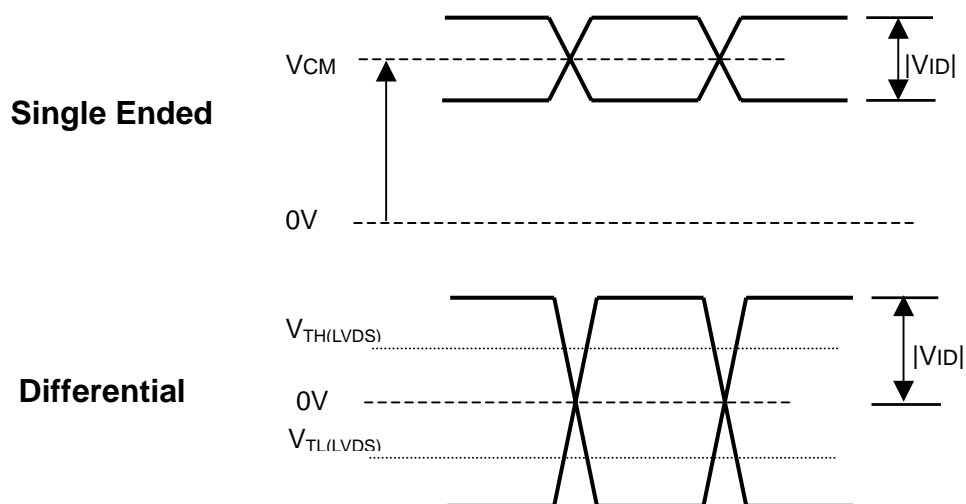 VCM
|VID|
Single Ended
0V
VTH(LVDS)
|VID|
Differential
0V
VTL(LVDS)